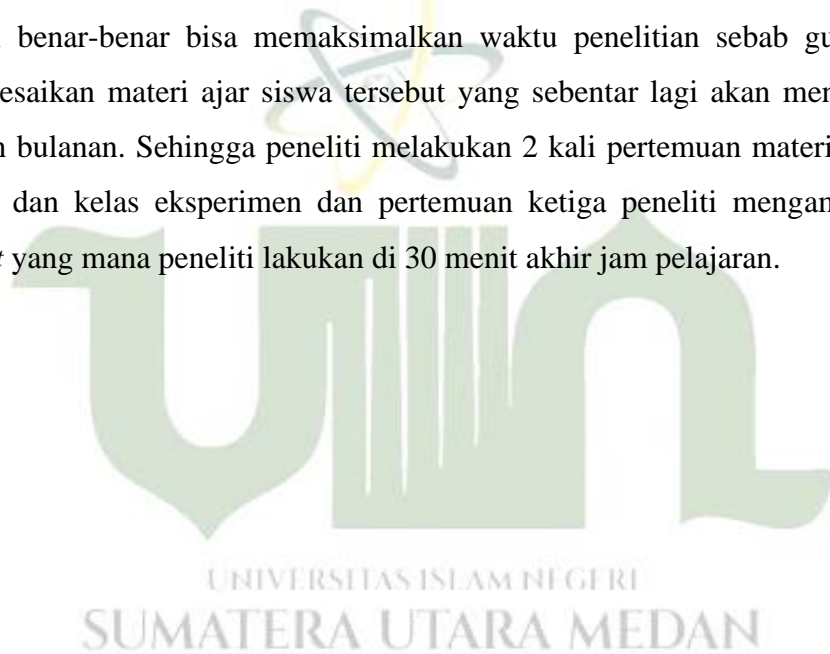 benar-benar bisa memaksimalkan waktu penelitian sebab gu
esaikan materi ajar siswa tersebut yang sebentar lagi akan mer
n bulanan. Sehingga peneliti melakukan 2 kali pertemuan materi
dan kelas eksperimen dan pertemuan ketiga peneliti mengam
t yang mana peneliti lakukan di 30 menit akhir jam pelajaran.
UNIVERSITAS ISLAM NEGERI
SUMATERA UTARA MEDAN